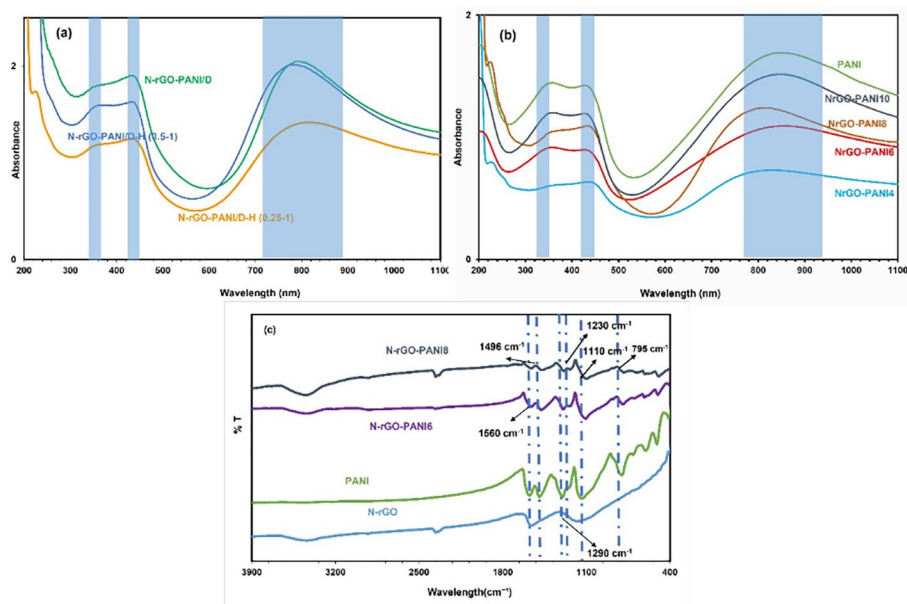 (a)
2
1
N-rGO-PANI/D
N-rGO-PANI/D-H (0.5-1)
N-rGO-PANI/D-H (0.25-1)
Absorbance
200 300 400 500 600 700 800 900 1000 1100
Wavelength (nm)
(b)
2
1
0
PANI
NrGO-PANI10
NrGO-PANI8
NrGO-PANI6
NrGO-PANI4
Absorbance
200 300 400 500 600 700 800 900 1000 1100
Wavelength (nm)
(c)
N-rGO-PANI8
1496 cm⁻¹
1230 cm⁻¹
1110 cm⁻¹
795 cm⁻¹
N-rGO-PANI6
1560 cm⁻¹
PANI
N-rGO
1290 cm⁻¹
% T
3900 3200 2500 1800 1100 400
Wavelength(cm⁻¹)